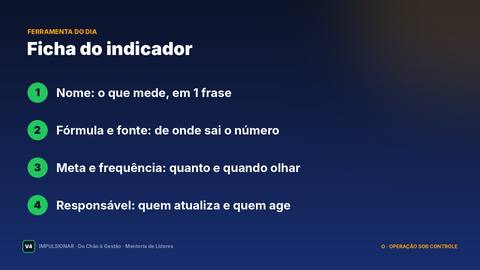 FERRAMENTA DO DIA
Ficha do indicador
1 Nome: o que mede, em 1 frase
2 Fórmula e fonte: de onde sai o número
3 Meta e frequência: quanto e quando olhar
4 Responsável: quem atualiza e quem age
V4 IMPULSIONAR · Do Chão à Gestão · Mentoria de Líderes
O · OPERAÇÃO SOB CONTROLE